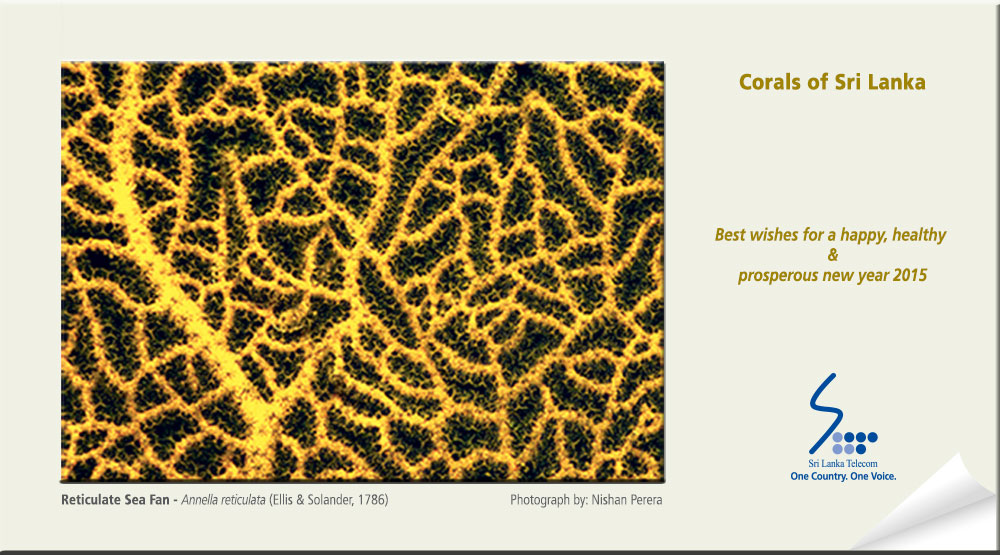 Corals of Sri Lanka
Best wishes for a happy, healthy
&
prosperous new year 2015
Sri Lanka Telecom
One Country. One Voice.
Reticulate Sea Fan - Annella reticulata (Ellis & Solander, 1786)
Photograph by: Nishan Perera